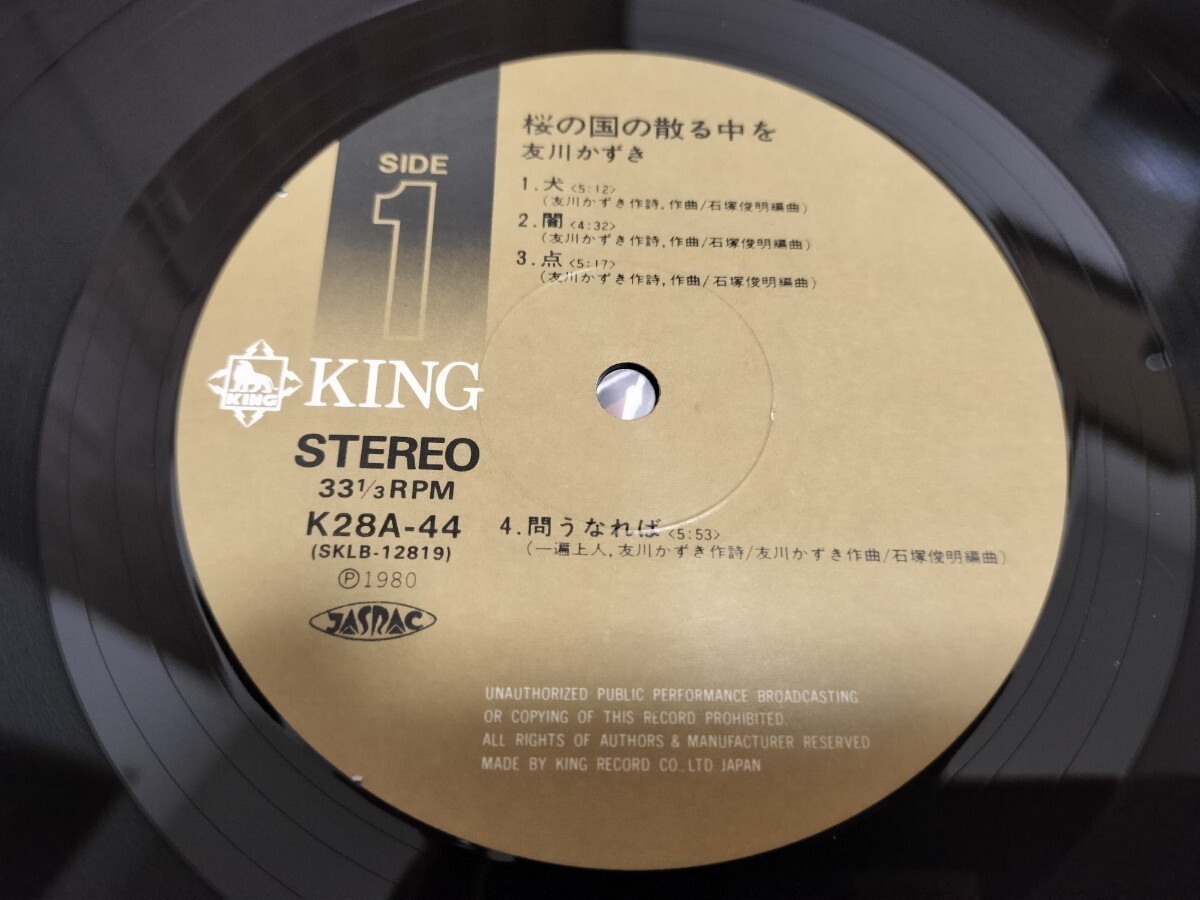 SIDE
1
桜の国の散る中を
友川かずき
1.犬 <5:12>
(友川かずき作詩,作曲/石塚俊明編曲)
2.闇 <4:32>
(友川かずき作詩,作曲/石塚俊明編曲)
3.点 <5:17>
(友川かずき作詩,作曲/石塚俊明編曲)
KING
KING
STEREO
33 1/3 RPM
K28A-44
(SKLB-12819)
Ⓟ1980
JASRAC
4.問うなれば <5:53>
(一遍上人,友川かずき作詩/友川かずき作曲/石塚俊明編曲)
UNAUTHORIZED PUBLIC PERFORMANCE BROADCASTING
OR COPYING OF THIS RECORD PROHIBITED.
ALL RIGHTS OF AUTHORS & MANUFACTURER RESERVED
MADE BY KING RECORD CO.,LTD JAPAN